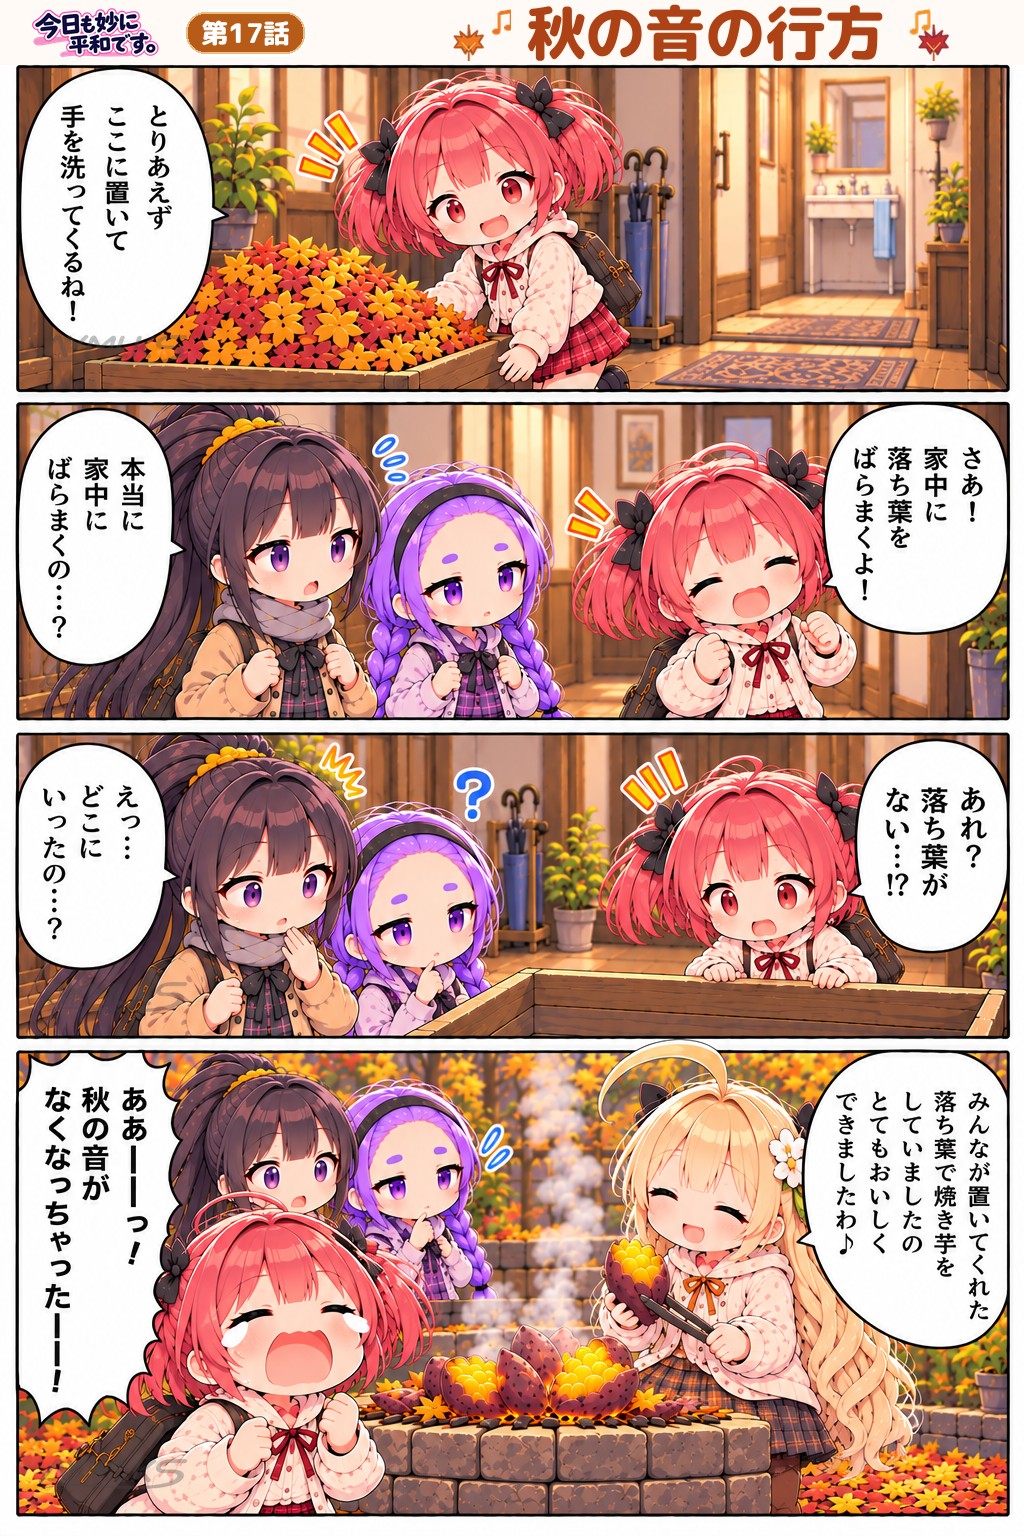 今日も妙に
平和です。
第17話
♫秋の音の行方♫
とりあえず
ここに置いて
手を洗ってくるね！
さあ！
家中に
落ち葉を
ばらまくよ！
本当に
家中に
ばらまくの…？
あれ？
落ち葉が
ない…!?
えっ…
どこに
いったの…？
？
みんなが置いてくれた
落ち葉で焼き芋を
していましたの
とてもおいしく
できましたわ♪
ああーーっ！
秋の音が
なくなっちゃったーー！